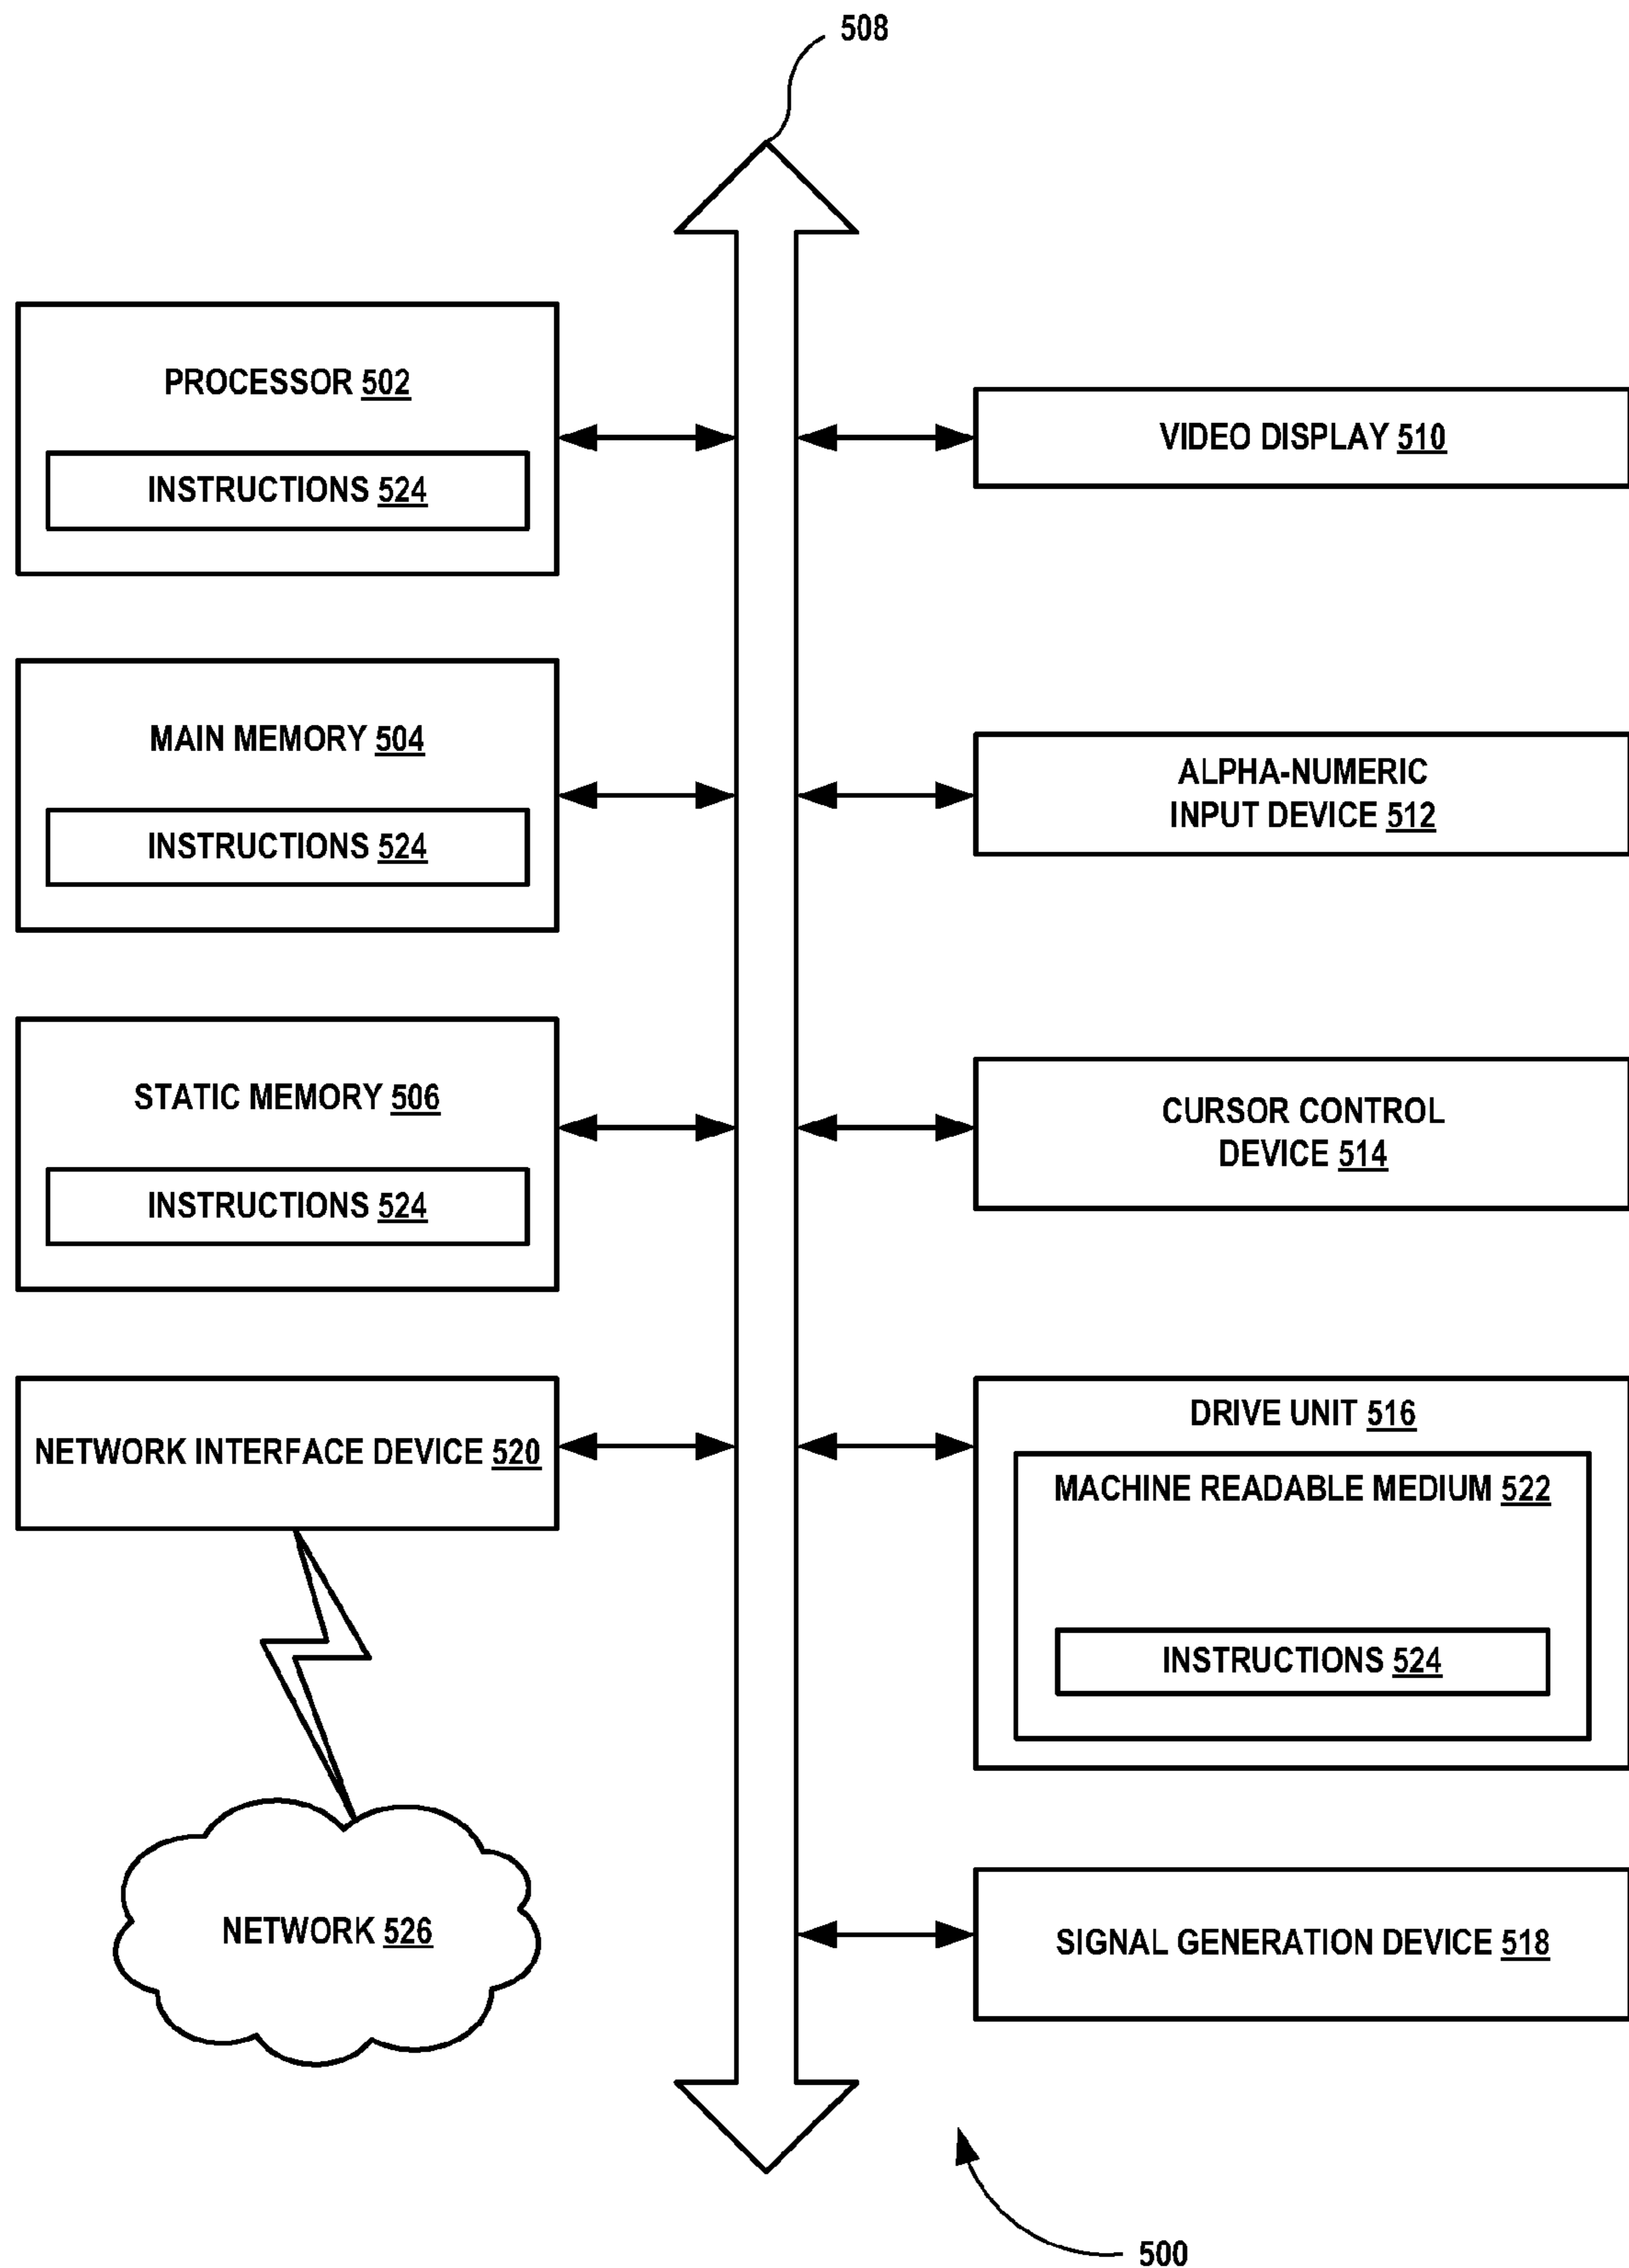 508
PROCESSOR 502
INSTRUCTIONS 524
VIDEO DISPLAY 510
MAIN MEMORY 504
INSTRUCTIONS 524
ALPHA-NUMERIC
INPUT DEVICE 512
STATIC MEMORY 506
INSTRUCTIONS 524
CURSOR CONTROL
DEVICE 514
NETWORK INTERFACE DEVICE 520
DRIVE UNIT 516
MACHINE READABLE MEDIUM 522
INSTRUCTIONS 524
NETWORK 526
SIGNAL GENERATION DEVICE 518
500